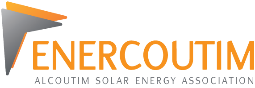 ENERCOUTIM
ALCOUTIM SOLAR ENERGY ASSOCIATION